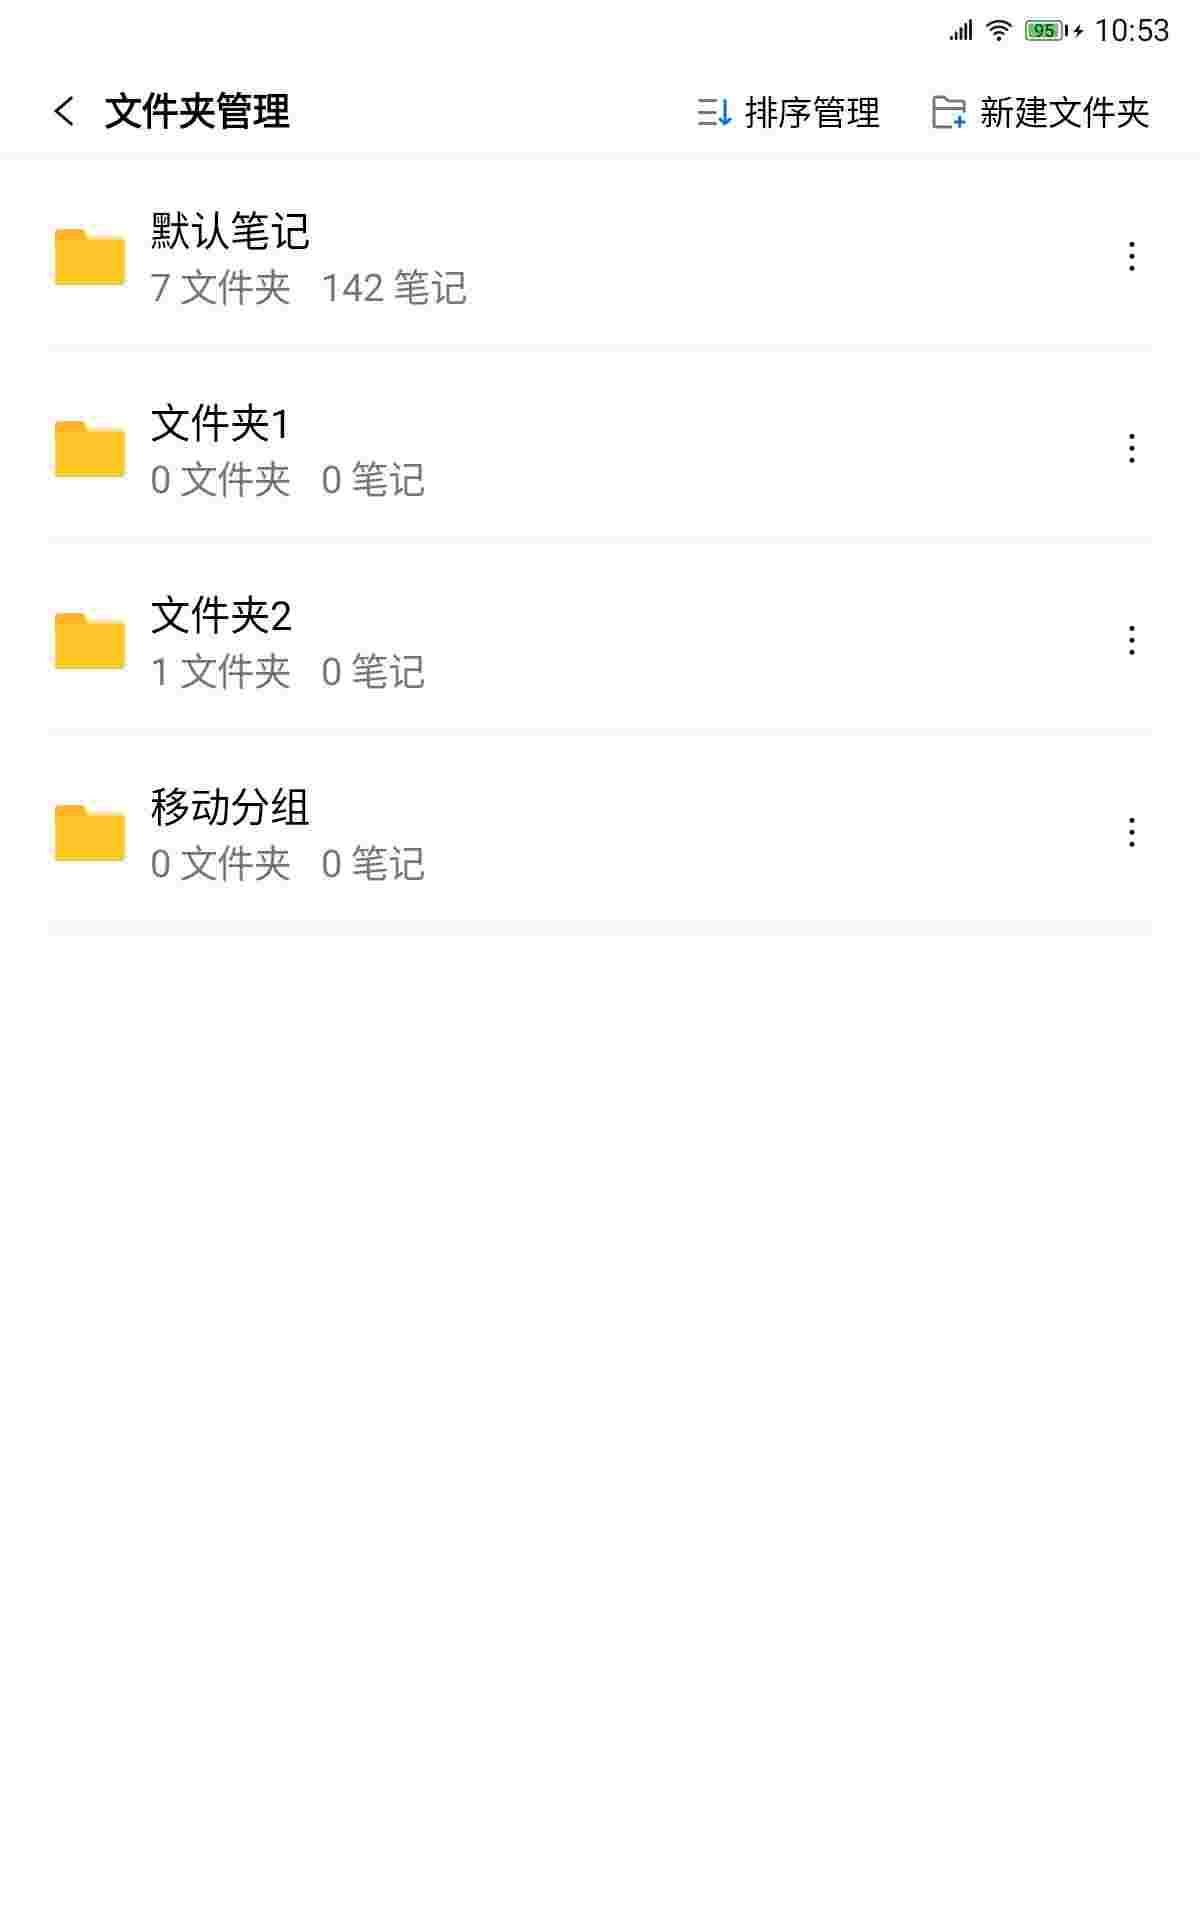 95 10:53
文件夹管理 排序管理 新建文件夹
默认笔记
7 文件夹 142 笔记
文件夹1
0 文件夹 0 笔记
文件夹2
1 文件夹 0 笔记
移动分组
0 文件夹 0 笔记